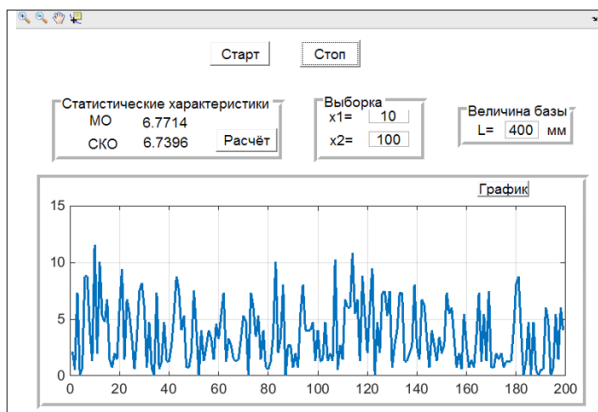 Старт Стоп
Статистические характеристики
МО 6.7714
СКО 6.7396 Расчёт
Выборка
x1= 10
x2= 100
Величина базы
L= 400 мм
График
15
10
5
0
0 20 40 60 80 100 120 140 160 180 200